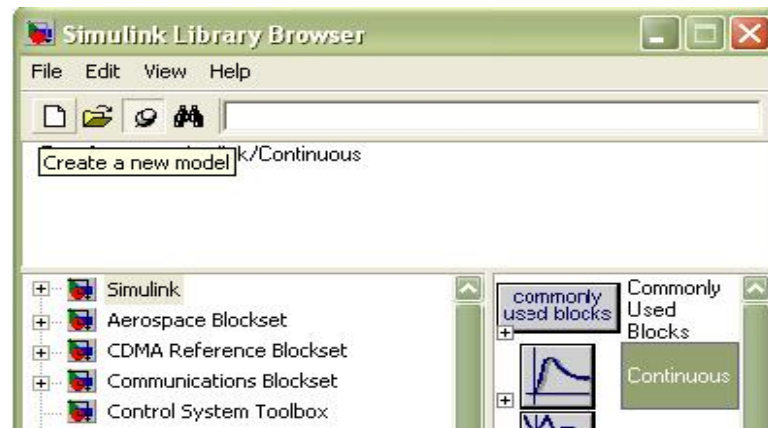 Simulink Library Browser
File Edit View Help
Create a new model k/Continuous
Simulink
Aerospace Blockset
CDMA Reference Blockset
Communications Blockset
Control System Toolbox
commonly
used blocks
Commonly
Used
Blocks
Continuous